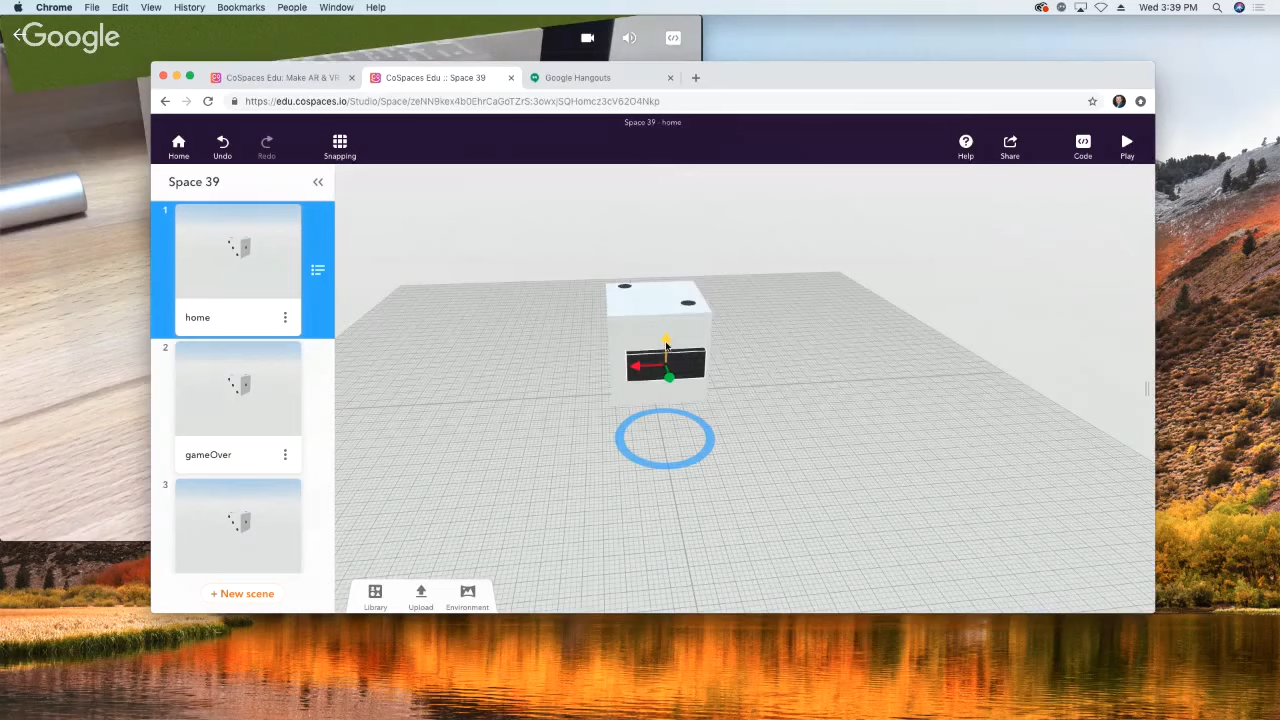 Chrome File Edit View History Bookmarks People Window Help Wed 3:39 PM
Google
CoSpaces Edu: Make AR & VR CoSpaces Edu :: Space 39 Google Hangouts
https://edu.cospaces.io/Studio/Space/zeNN9kex4b0EhrCaGoTZrS:3owxjSQHomcz3cV62O4Nkp
Space 39 - home
Home Undo Redo Snapping Help Share Code Play
Space 39
1
home
2
gameOver
3
+ New scene
Library Upload Environment